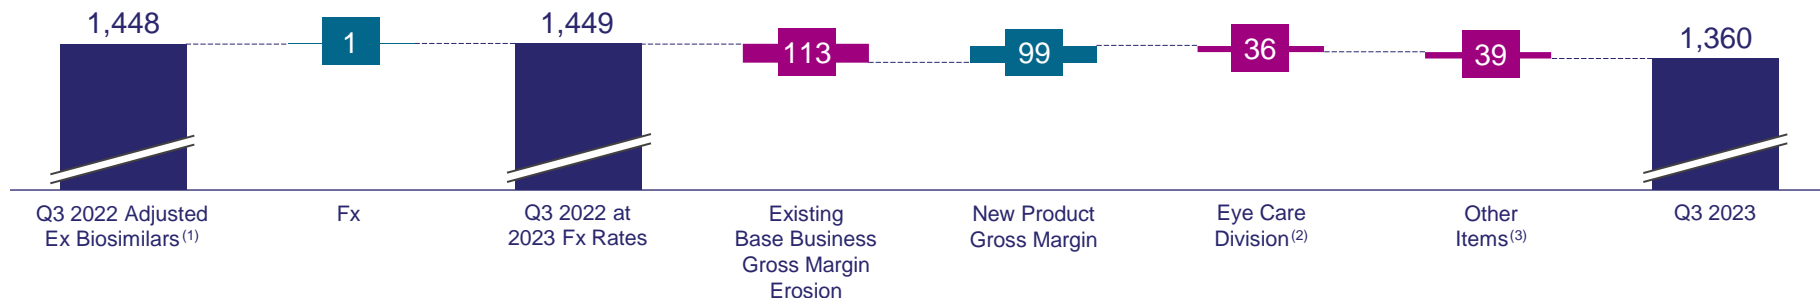 1,448
1
1,449
113
99
36
39
1,360
Q3 2022 Adjusted
Ex Biosimilars(1)
Fx
Q3 2022 at
2023 Fx Rates
Existing
Base Business
Gross Margin
Erosion
New Product
Gross Margin
Eye Care
Division(2)
Other
Items(3)
Q3 2023